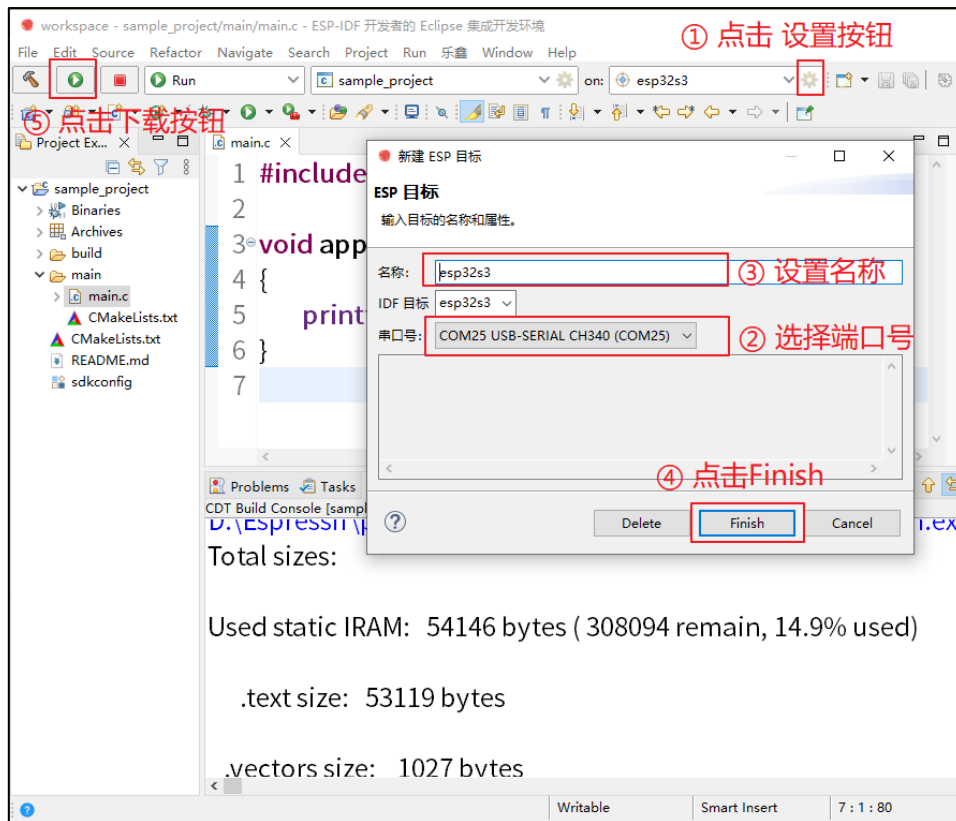 workspace - sample_project/main/main.c - ESP-IDF 开发者的 Eclipse 集成开发环境
File Edit Source Refactor Navigate Search Project Run 乐鑫 Window Help
① 点击 设置按钮
Run
sample_project
on:
esp32s3
⑤ 点击下载按钮
Project Ex...
sample_project
Binaries
Archives
build
main
main.c
CMakeLists.txt
CMakeLists.txt
README.md
sdkconfig
main.c
1 #include
2
3 void app
4 {
5 print
6 }
7
新建 ESP 目标
ESP 目标
输入目标的名称和属性。
名称: esp32s3
③ 设置名称
IDF 目标 esp32s3
串口号: COM25 USB-SERIAL CH340 (COM25)
② 选择端口号
④ 点击Finish
Delete Finish Cancel
Problems Tasks
CDT Build Console [samp
D:\Espressif\p
Total sizes:
Used static IRAM: 54146 bytes ( 308094 remain, 14.9% used)
.text size: 53119 bytes
.vectors size: 1027 bytes
Writable Smart Insert 7 : 1 : 80